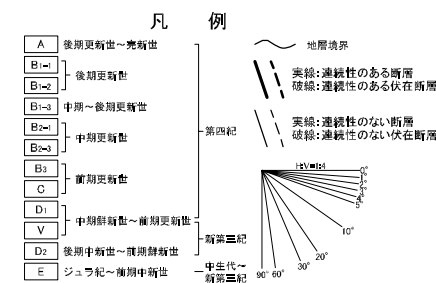 凡 例
A 後期更新世～完新世
B1-1
B1-2
後期更新世
B1-3 中期～後期更新世
B2-1
B2-3
中期更新世
B3
C
前期更新世
D1
V
中期鮮新世～前期更新世
D2 後期中新世～前期鮮新世
E ジュラ紀～前期中新世
第四紀
新第三紀
中生代～
新第三紀
地層境界
実線:連続性のある断層
破線:連続性のある伏在断層
実線:連続性のない断層
破線:連続性のない伏在断層
H:V=1:4
0°
1°
2°
3°
4°
5°
10°
20°
30°
60°
90°